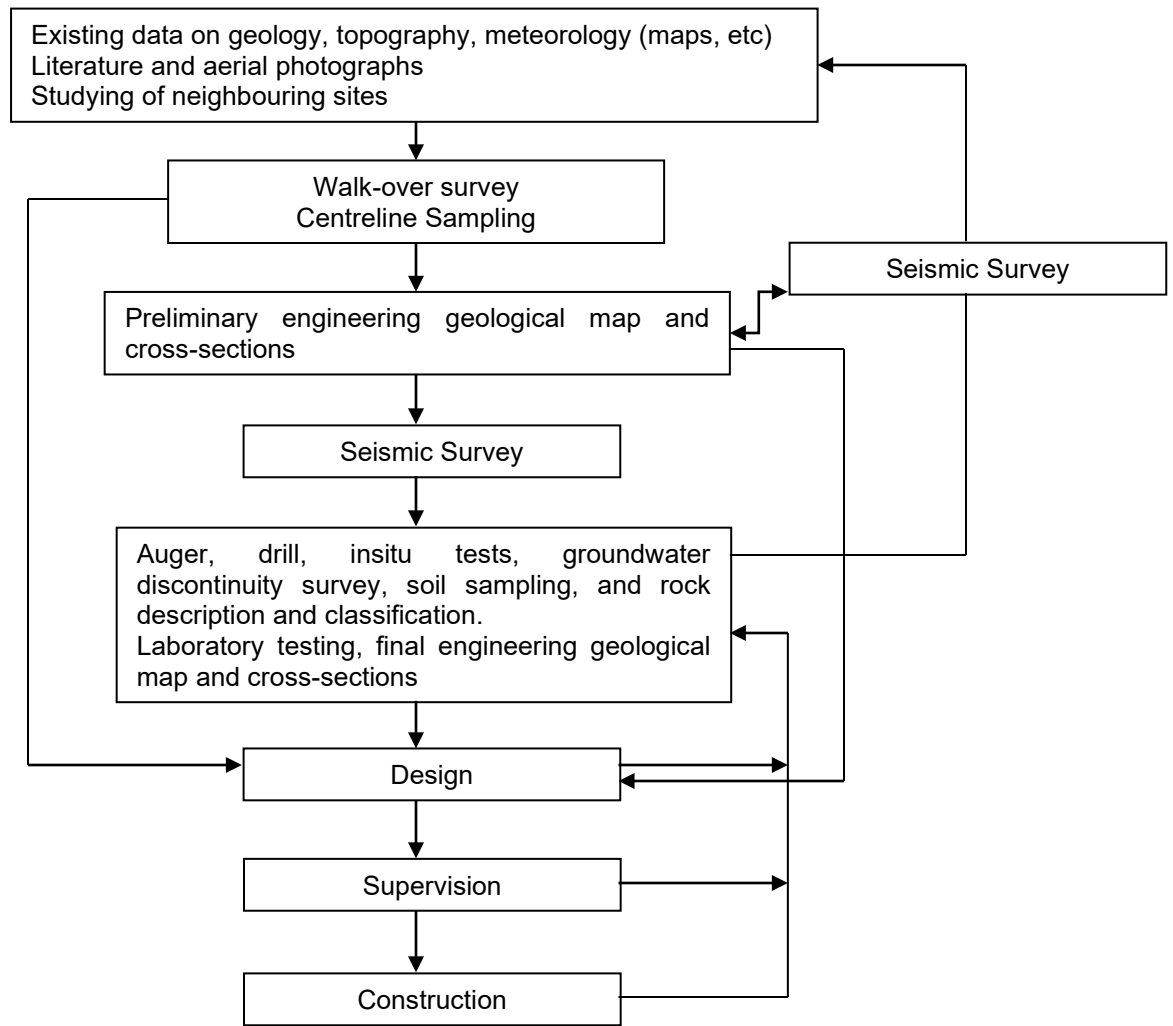 Existing data on geology, topography, meteorology (maps, etc)
Literature and aerial photographs
Studying of neighbouring sites
Walk-over survey
Centreline Sampling
Seismic Survey
Preliminary engineering geological map and
cross-sections
Seismic Survey
Auger, drill, insitu tests, groundwater
discontinuity survey, soil sampling, and rock
description and classification.
Laboratory testing, final engineering geological
map and cross-sections
Design
Supervision
Construction